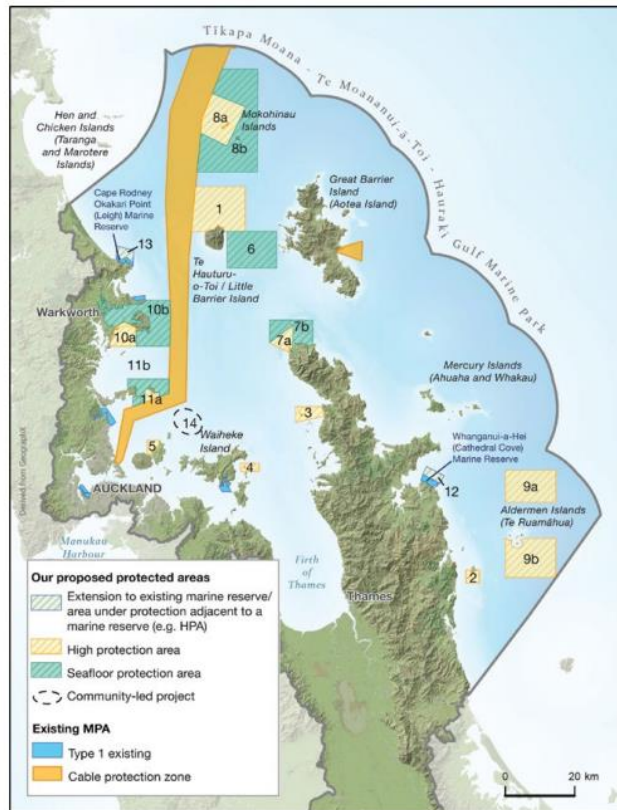 Tīkapa Moana - Te Moananui-ā-Toi - Hauraki Gulf Marine Park
Hen and
Chicken Islands
(Taranga
and Marotere
Islands)
8a
Mokohinau
Islands
8b
Cape Rodney
Okakari Point
(Leigh) Marine
Reserve
13
1
Great Barrier
Island
(Aotea Island)
6
Te
Hauturu-
o-Toi / Little
Barrier Island
Warkworth
10b
10a
7b
7a
11b
Mercury Islands
(Ahuaha and Whakau)
11a
3
14
Waiheke
Island
5
4
Whanganui-a-Hei
(Cathedral Cove)
Marine Reserve
12
AUCKLAND
9a
Aldermen Islands
(Te Ruamāhua)
9b
Manukau
Harbour
Firth
of
Thames
2
Thames
Derived from Geographx
Our proposed protected areas
Extension to existing marine reserve/
area under protection adjacent to a
marine reserve (e.g. HPA)
High protection area
Seafloor protection area
Community-led project
Existing MPA
Type 1 existing
Cable protection zone
0 20 km